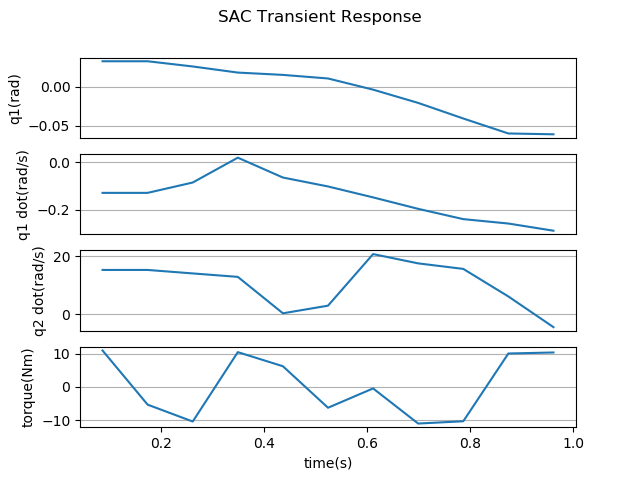 SAC Transient Response
q1(rad)
0.00
−0.05
q1 dot(rad/s)
0.0
−0.2
q2 dot(rad/s)
20
0
torque(Nm)
10
0
−10
0.2 0.4 0.6 0.8 1.0
time(s)